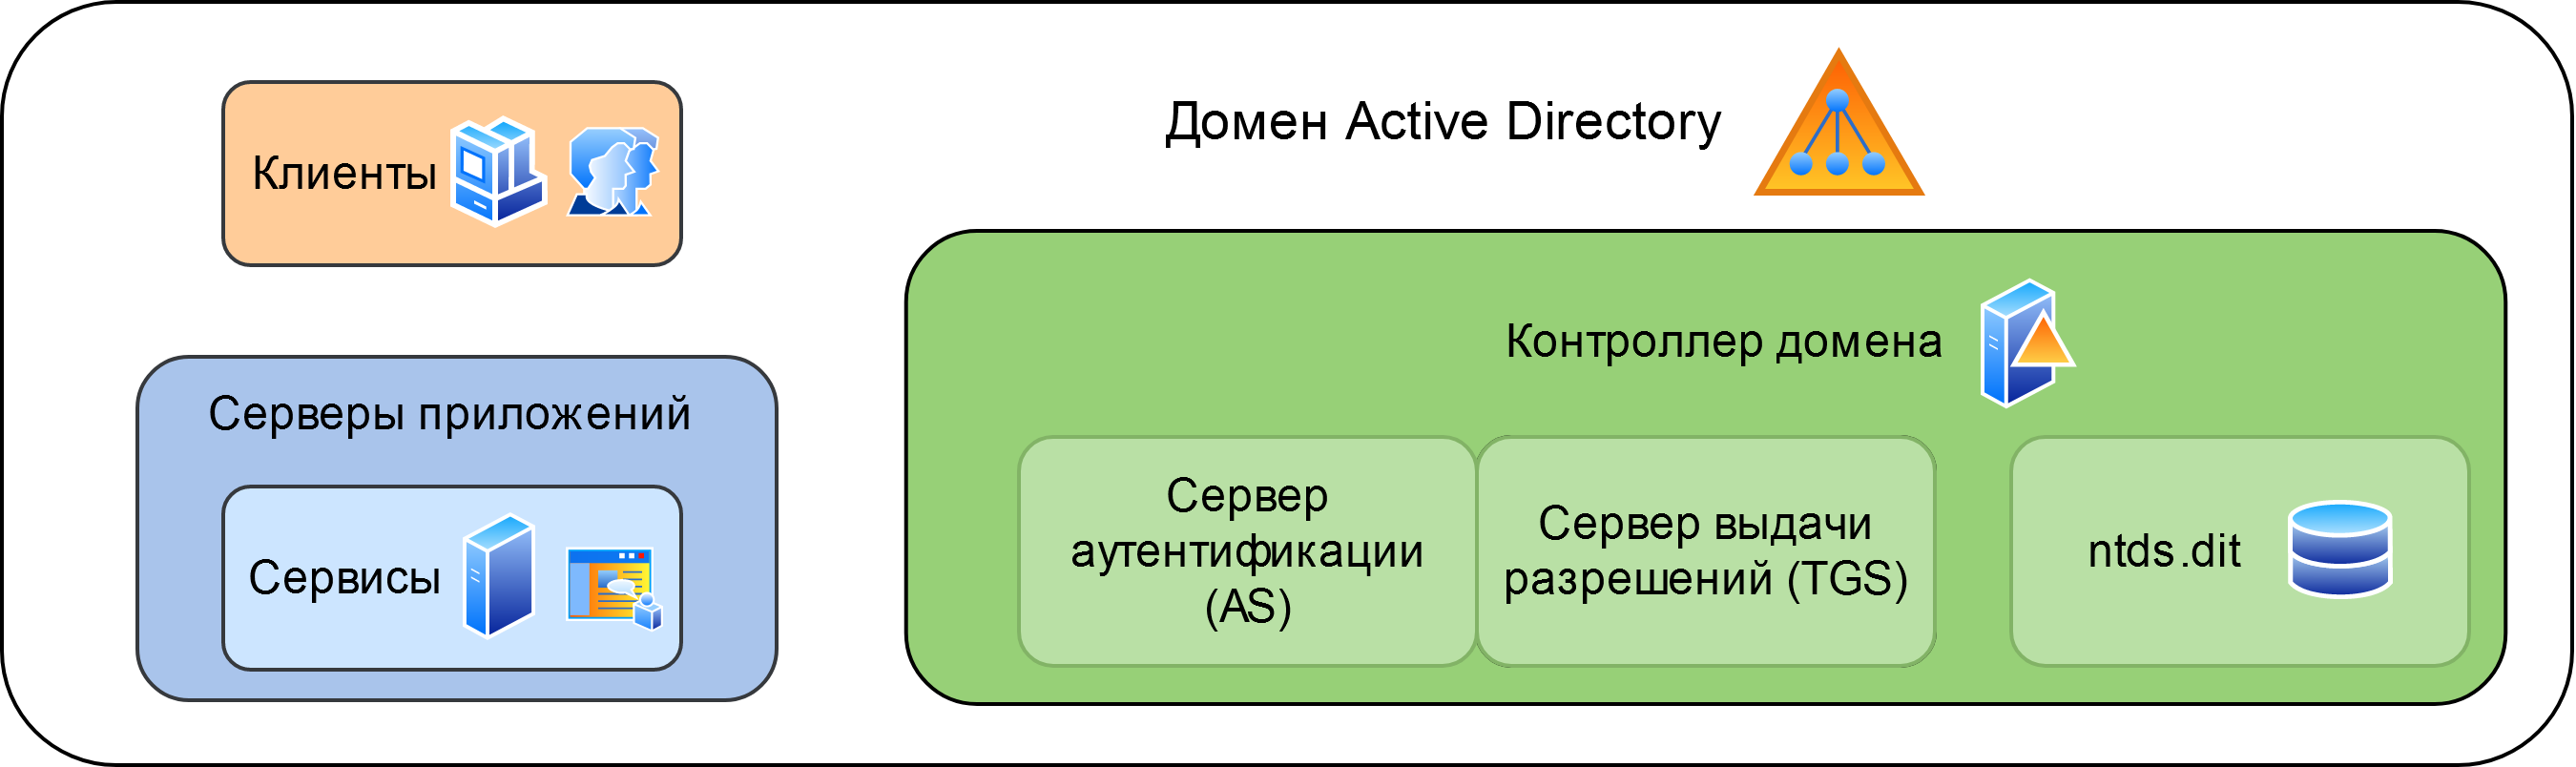 Домен Active Directory
Клиенты
Контроллер домена
Серверы приложений
Сервисы
Сервер
аутентификации
(AS)
Сервер выдачи
разрешений (TGS)
ntds.dit